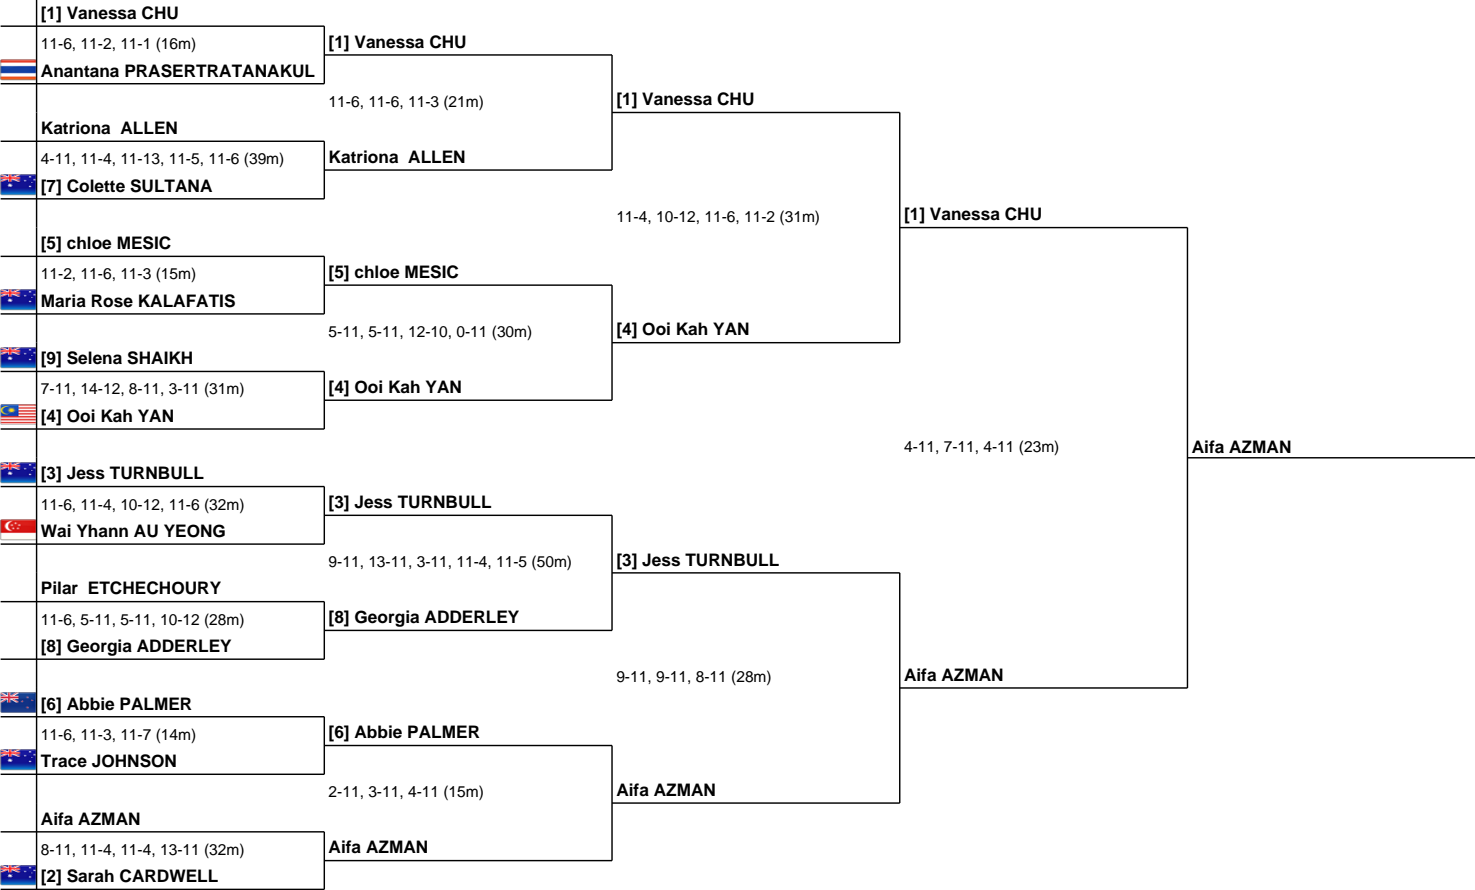 [1] Vanessa CHU
11-6, 11-2, 11-1 (16m)
Anantana PRASERTRATANAKUL
Katriona  ALLEN
4-11, 11-4, 11-13, 11-5, 11-6 (39m)
[7] Colette SULTANA
[5] chloe MESIC
11-2, 11-6, 11-3 (15m)
Maria Rose KALAFATIS
[9] Selena SHAIKH
7-11, 14-12, 8-11, 3-11 (31m)
[4] Ooi Kah YAN
[3] Jess TURNBULL
11-6, 11-4, 10-12, 11-6 (32m)
Wai Yhann AU YEONG
Pilar  ETCHECHOURY
11-6, 5-11, 5-11, 10-12 (28m)
[8] Georgia ADDERLEY
[6] Abbie PALMER
11-6, 11-3, 11-7 (14m)
Trace JOHNSON
Aifa AZMAN
8-11, 11-4, 11-4, 13-11 (32m)
[2] Sarah CARDWELL
[1] Vanessa CHU
11-6, 11-6, 11-3 (21m)
Katriona  ALLEN
[5] chloe MESIC
5-11, 5-11, 12-10, 0-11 (30m)
[4] Ooi Kah YAN
[3] Jess TURNBULL
9-11, 13-11, 3-11, 11-4, 11-5 (50m)
[8] Georgia ADDERLEY
[6] Abbie PALMER
2-11, 3-11, 4-11 (15m)
Aifa AZMAN
[1] Vanessa CHU
11-4, 10-12, 11-6, 11-2 (31m)
[4] Ooi Kah YAN
[3] Jess TURNBULL
9-11, 9-11, 8-11 (28m)
Aifa AZMAN
[1] Vanessa CHU
4-11, 7-11, 4-11 (23m)
Aifa AZMAN
Aifa AZMAN